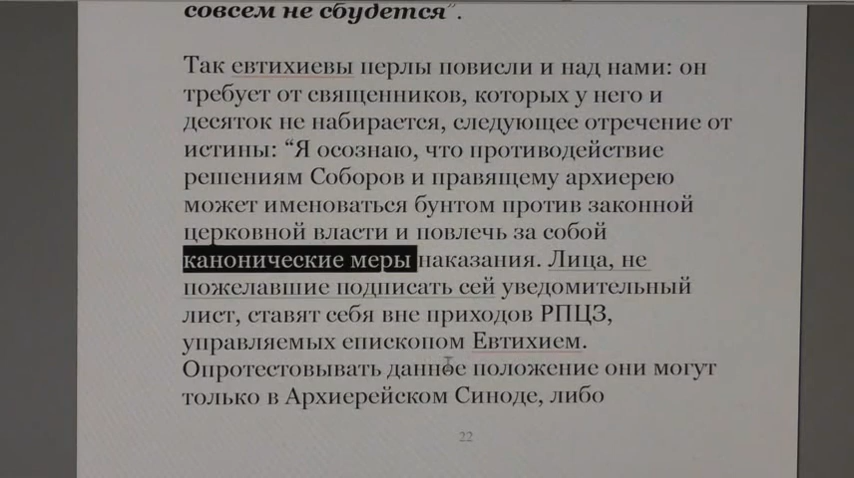 совсем не сбудется”.
Так евтихиевы перлы повисли и над нами: он
требует от священников, которых у него и
десяток не набирается, следующее отречение от
истины: “Я осознаю, что противодействие
решениям Соборов и правящему архиерею
может именоваться бунтом против законной
церковной власти и повлечь за собой
канонические меры наказания. Лица, не
пожелавшие подписать сей уведомительный
лист, ставят себя вне приходов РПЦЗ,
управляемых епископом Евтихием.
Опротестовывать данное положение они могут
только в Архиерейском Синоде, либо
22